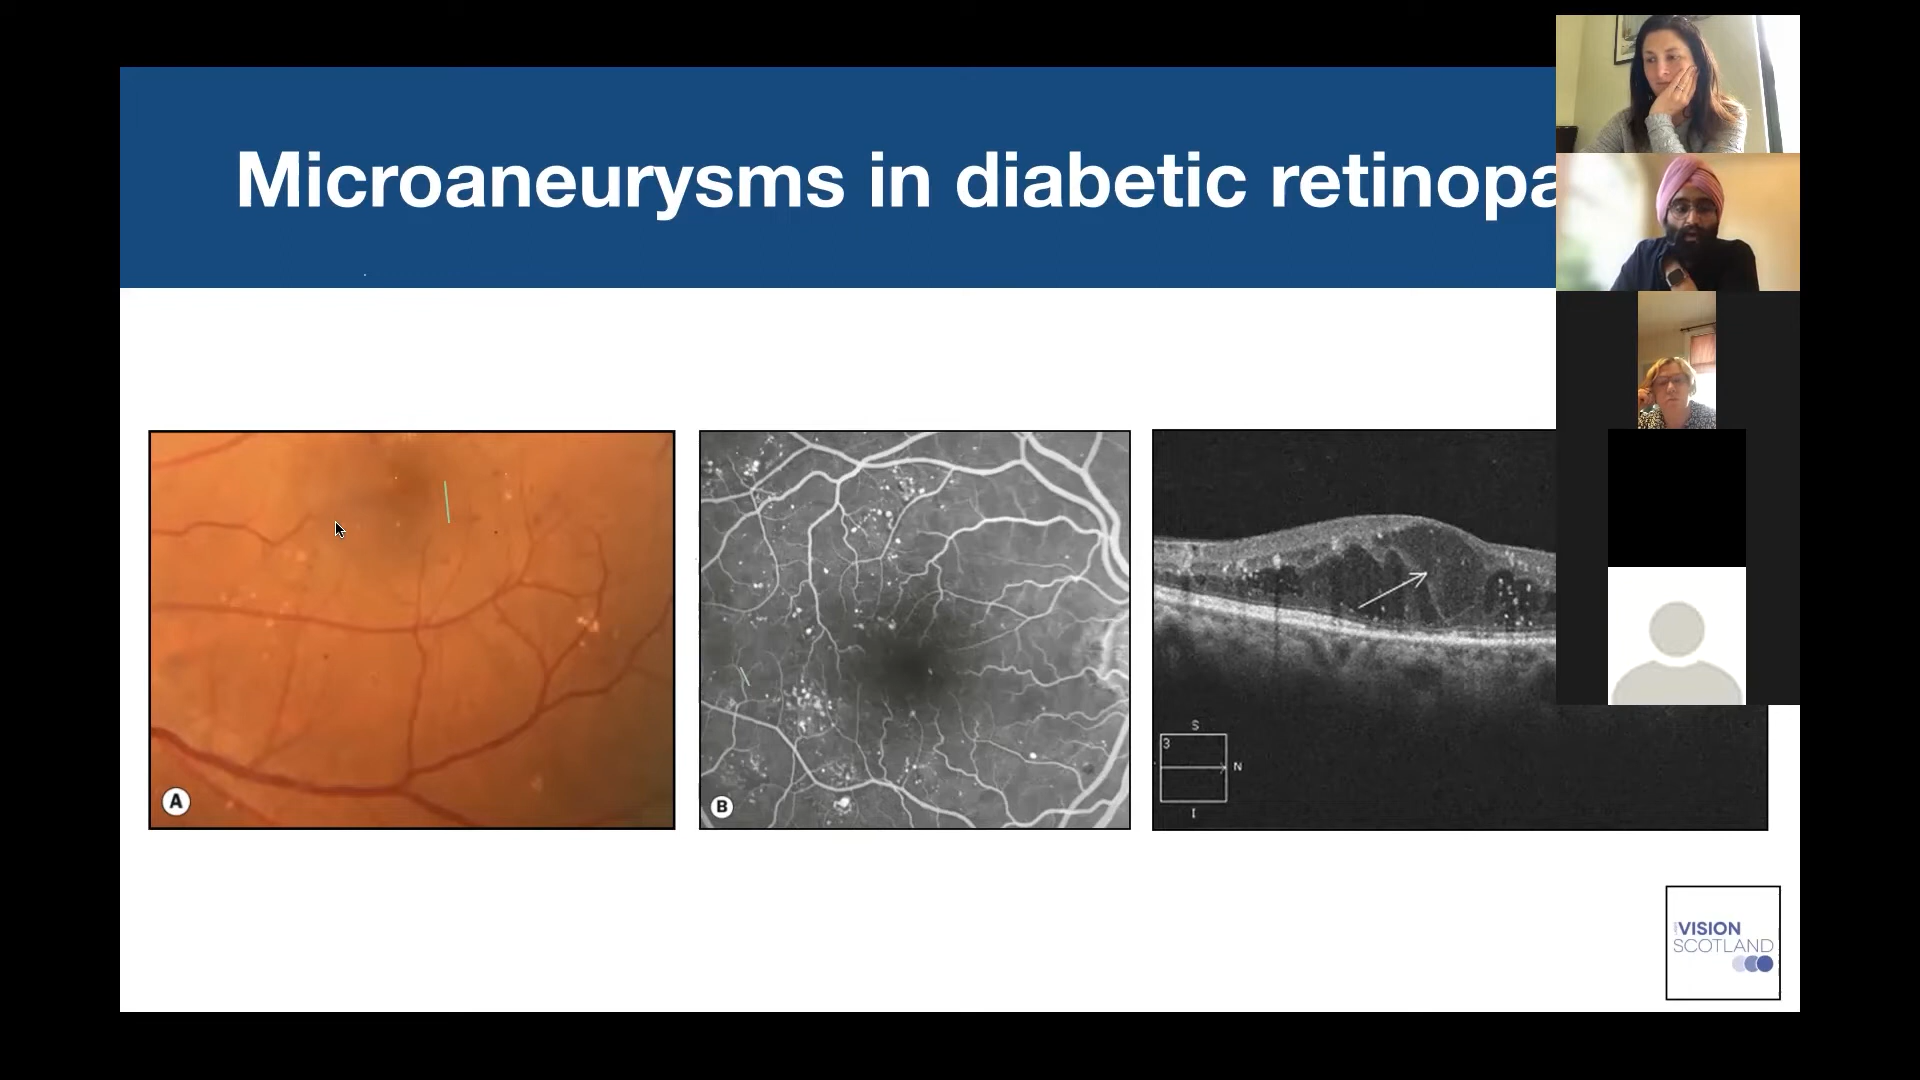 Microaneurysms in diabetic retinopa
A
B
S
3
N
I
VISION
SCOTLAND